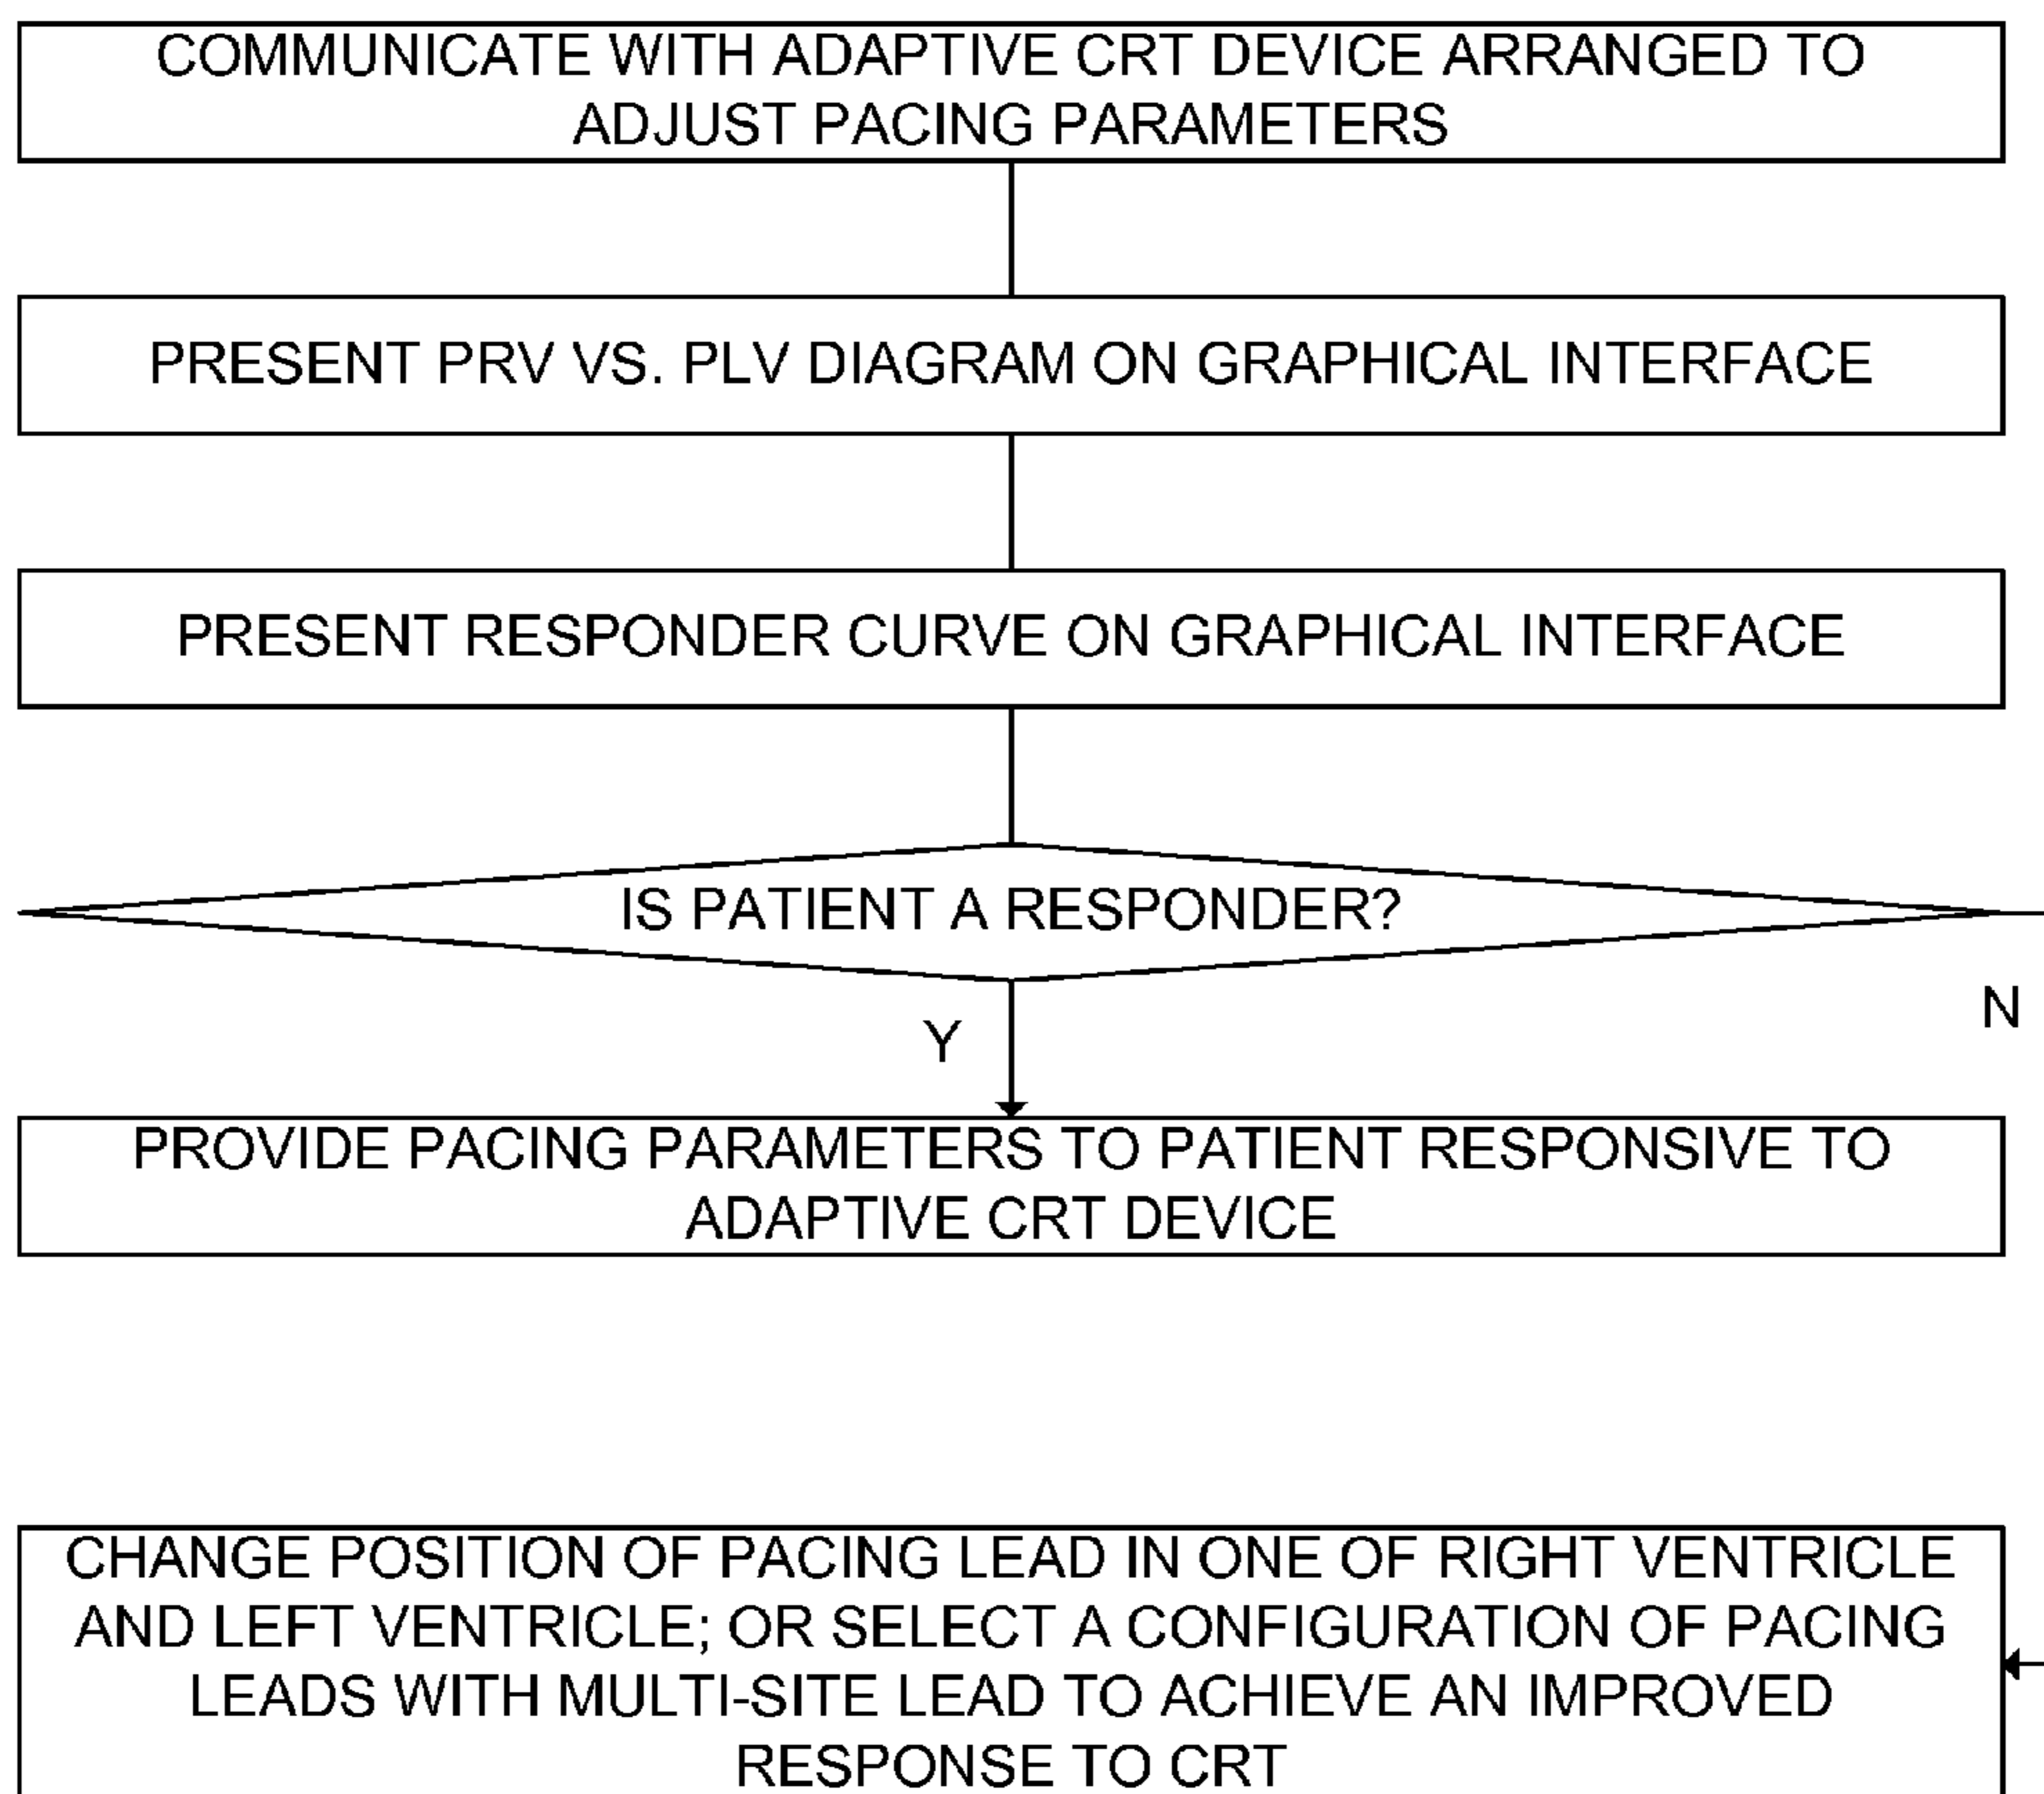 COMMUNICATE WITH ADAPTIVE CRT DEVICE ARRANGED TO
ADJUST PACING PARAMETERS
PRESENT PRV VS. PLV DIAGRAM ON GRAPHICAL INTERFACE
PRESENT RESPONDER CURVE ON GRAPHICAL INTERFACE
IS PATIENT A RESPONDER?
N
Y
PROVIDE PACING PARAMETERS TO PATIENT RESPONSIVE TO
ADAPTIVE CRT DEVICE
CHANGE POSITION OF PACING LEAD IN ONE OF RIGHT VENTRICLE
AND LEFT VENTRICLE; OR SELECT A CONFIGURATION OF PACING
LEADS WITH MULTI-SITE LEAD TO ACHIEVE AN IMPROVED
RESPONSE TO CRT